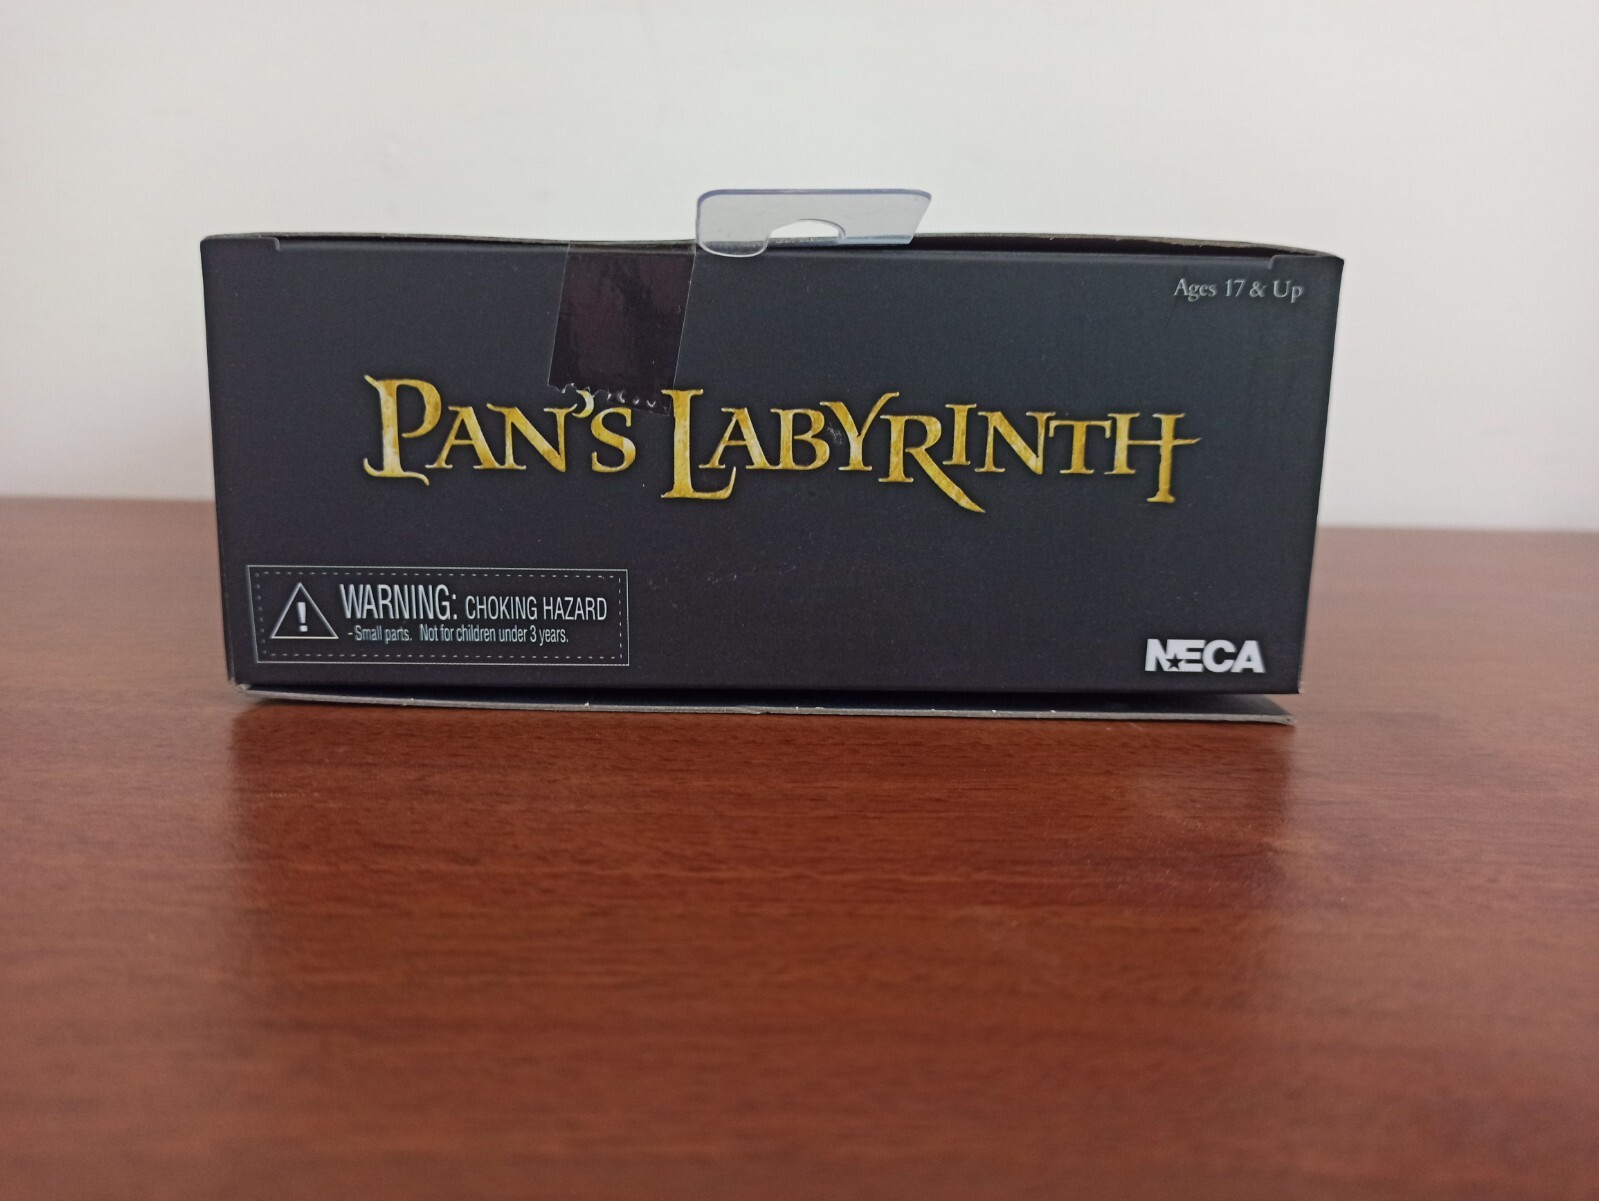 Ages 17 & Up
PAN'S LABYRINTH
WARNING: CHOKING HAZARD
- Small parts. Not for children under 3 years.
NECA